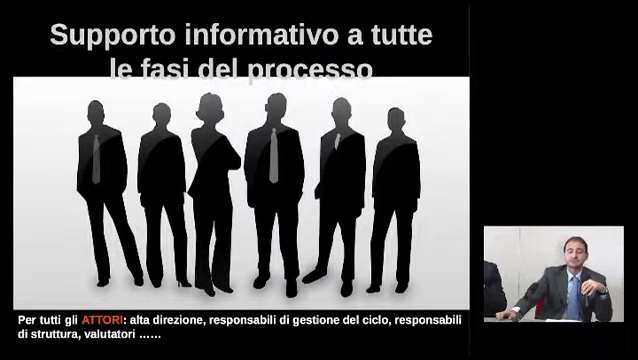 Supporto informativo a tutte
le fasi del processo
Per tutti gli ATTORI: alta direzione, responsabili di gestione del ciclo, responsabili
di struttura, valutatori ......